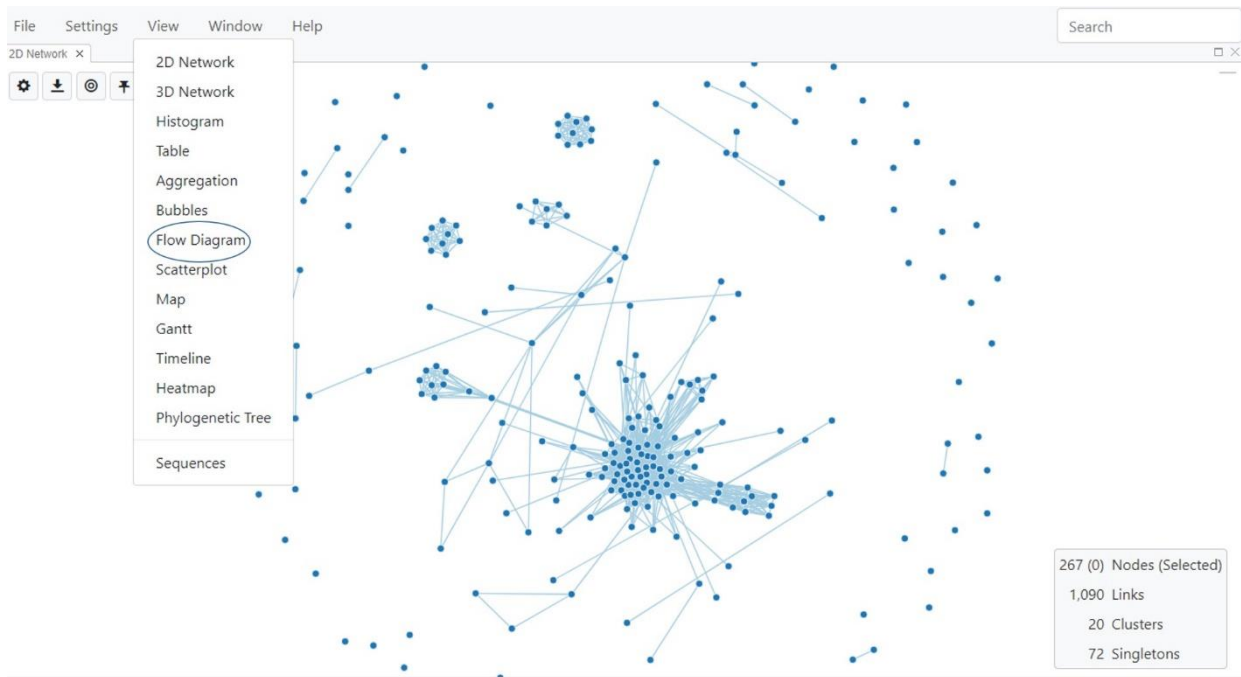 File Settings View Window Help Search
2D Network
2D Network
3D Network
Histogram
Table
Aggregation
Bubbles
Flow Diagram
Scatterplot
Map
Gantt
Timeline
Heatmap
Phylogenetic Tree
Sequences
267 (0) Nodes (Selected)
1,090 Links
20 Clusters
72 Singletons